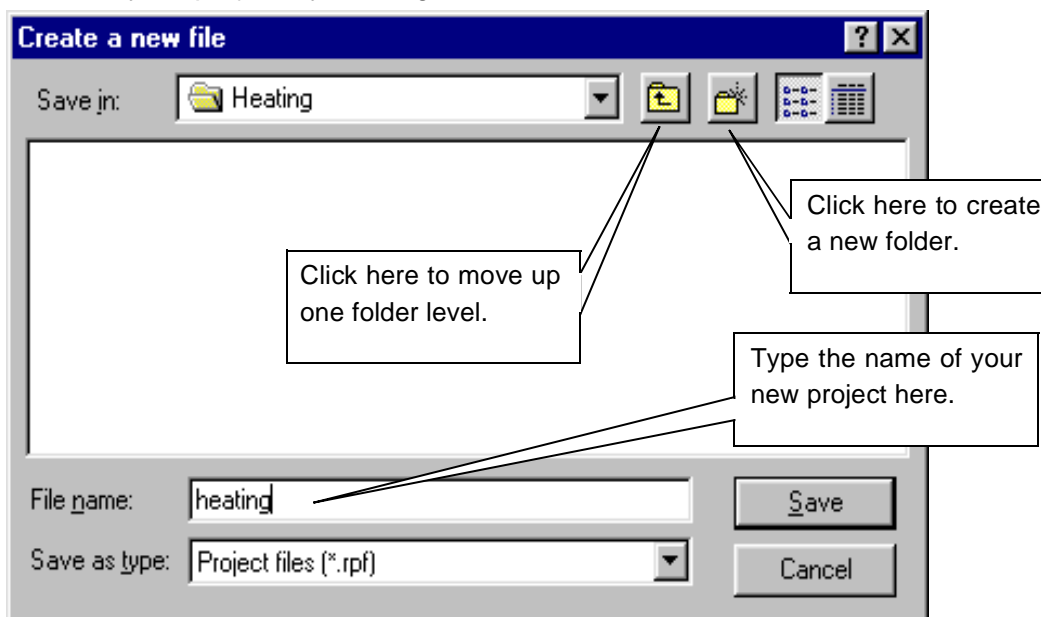 Create a new file
Save in:
Heating
Click here to create
a new folder.
Click here to move up
one folder level.
Type the name of your
new project here.
File name:
heating
Save
Save as type:
Project files (*.rpf)
Cancel